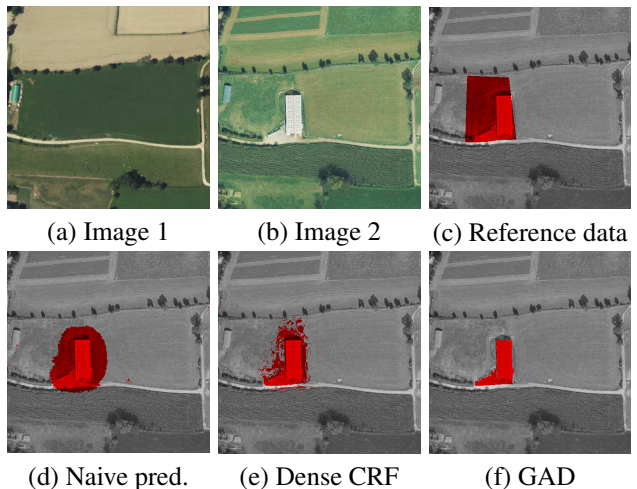 (a) Image 1
(b) Image 2
(c) Reference data
(d) Naive pred.
(e) Dense CRF
(f) GAD